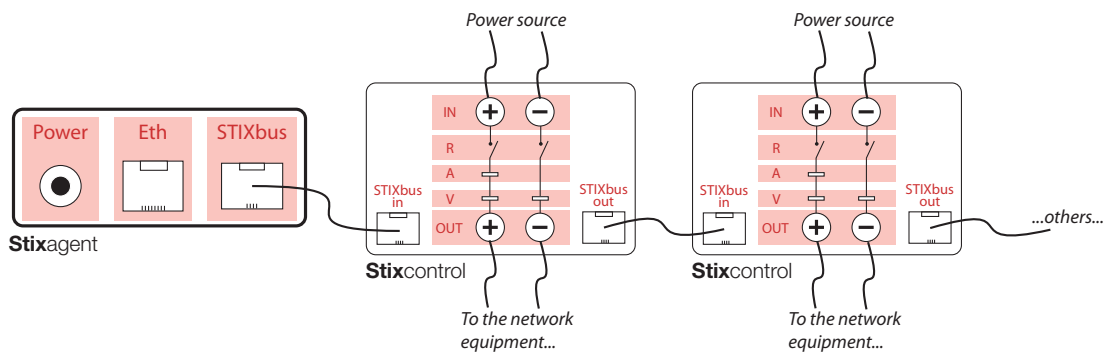 Power Eth STIXbus
Stixagent
Power source
IN + −
R
A
V
OUT + −
STIXbus
in
STIXbus
out
Stixcontrol
To the network
equipment...
Power source
IN + −
R
A
V
OUT + −
STIXbus
in
STIXbus
out
Stixcontrol
To the network
equipment...
...others...